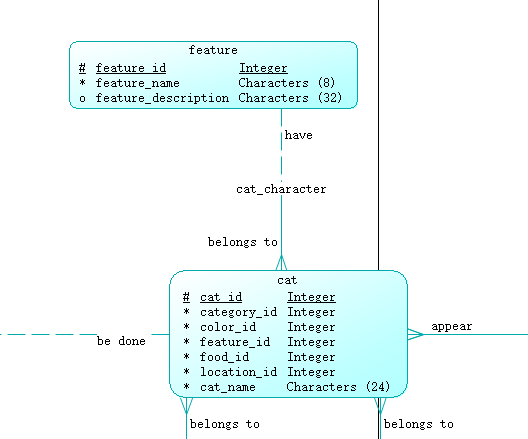 feature
# feature_id Integer
* feature_name Characters (8)
o feature_description Characters (32)
have
cat_character
belongs to
cat
# cat_id Integer
* category_id Integer
* color_id Integer
* feature_id Integer
* food_id Integer
* location_id Integer
* cat_name Characters (24)
be done
appear
belongs to
belongs to